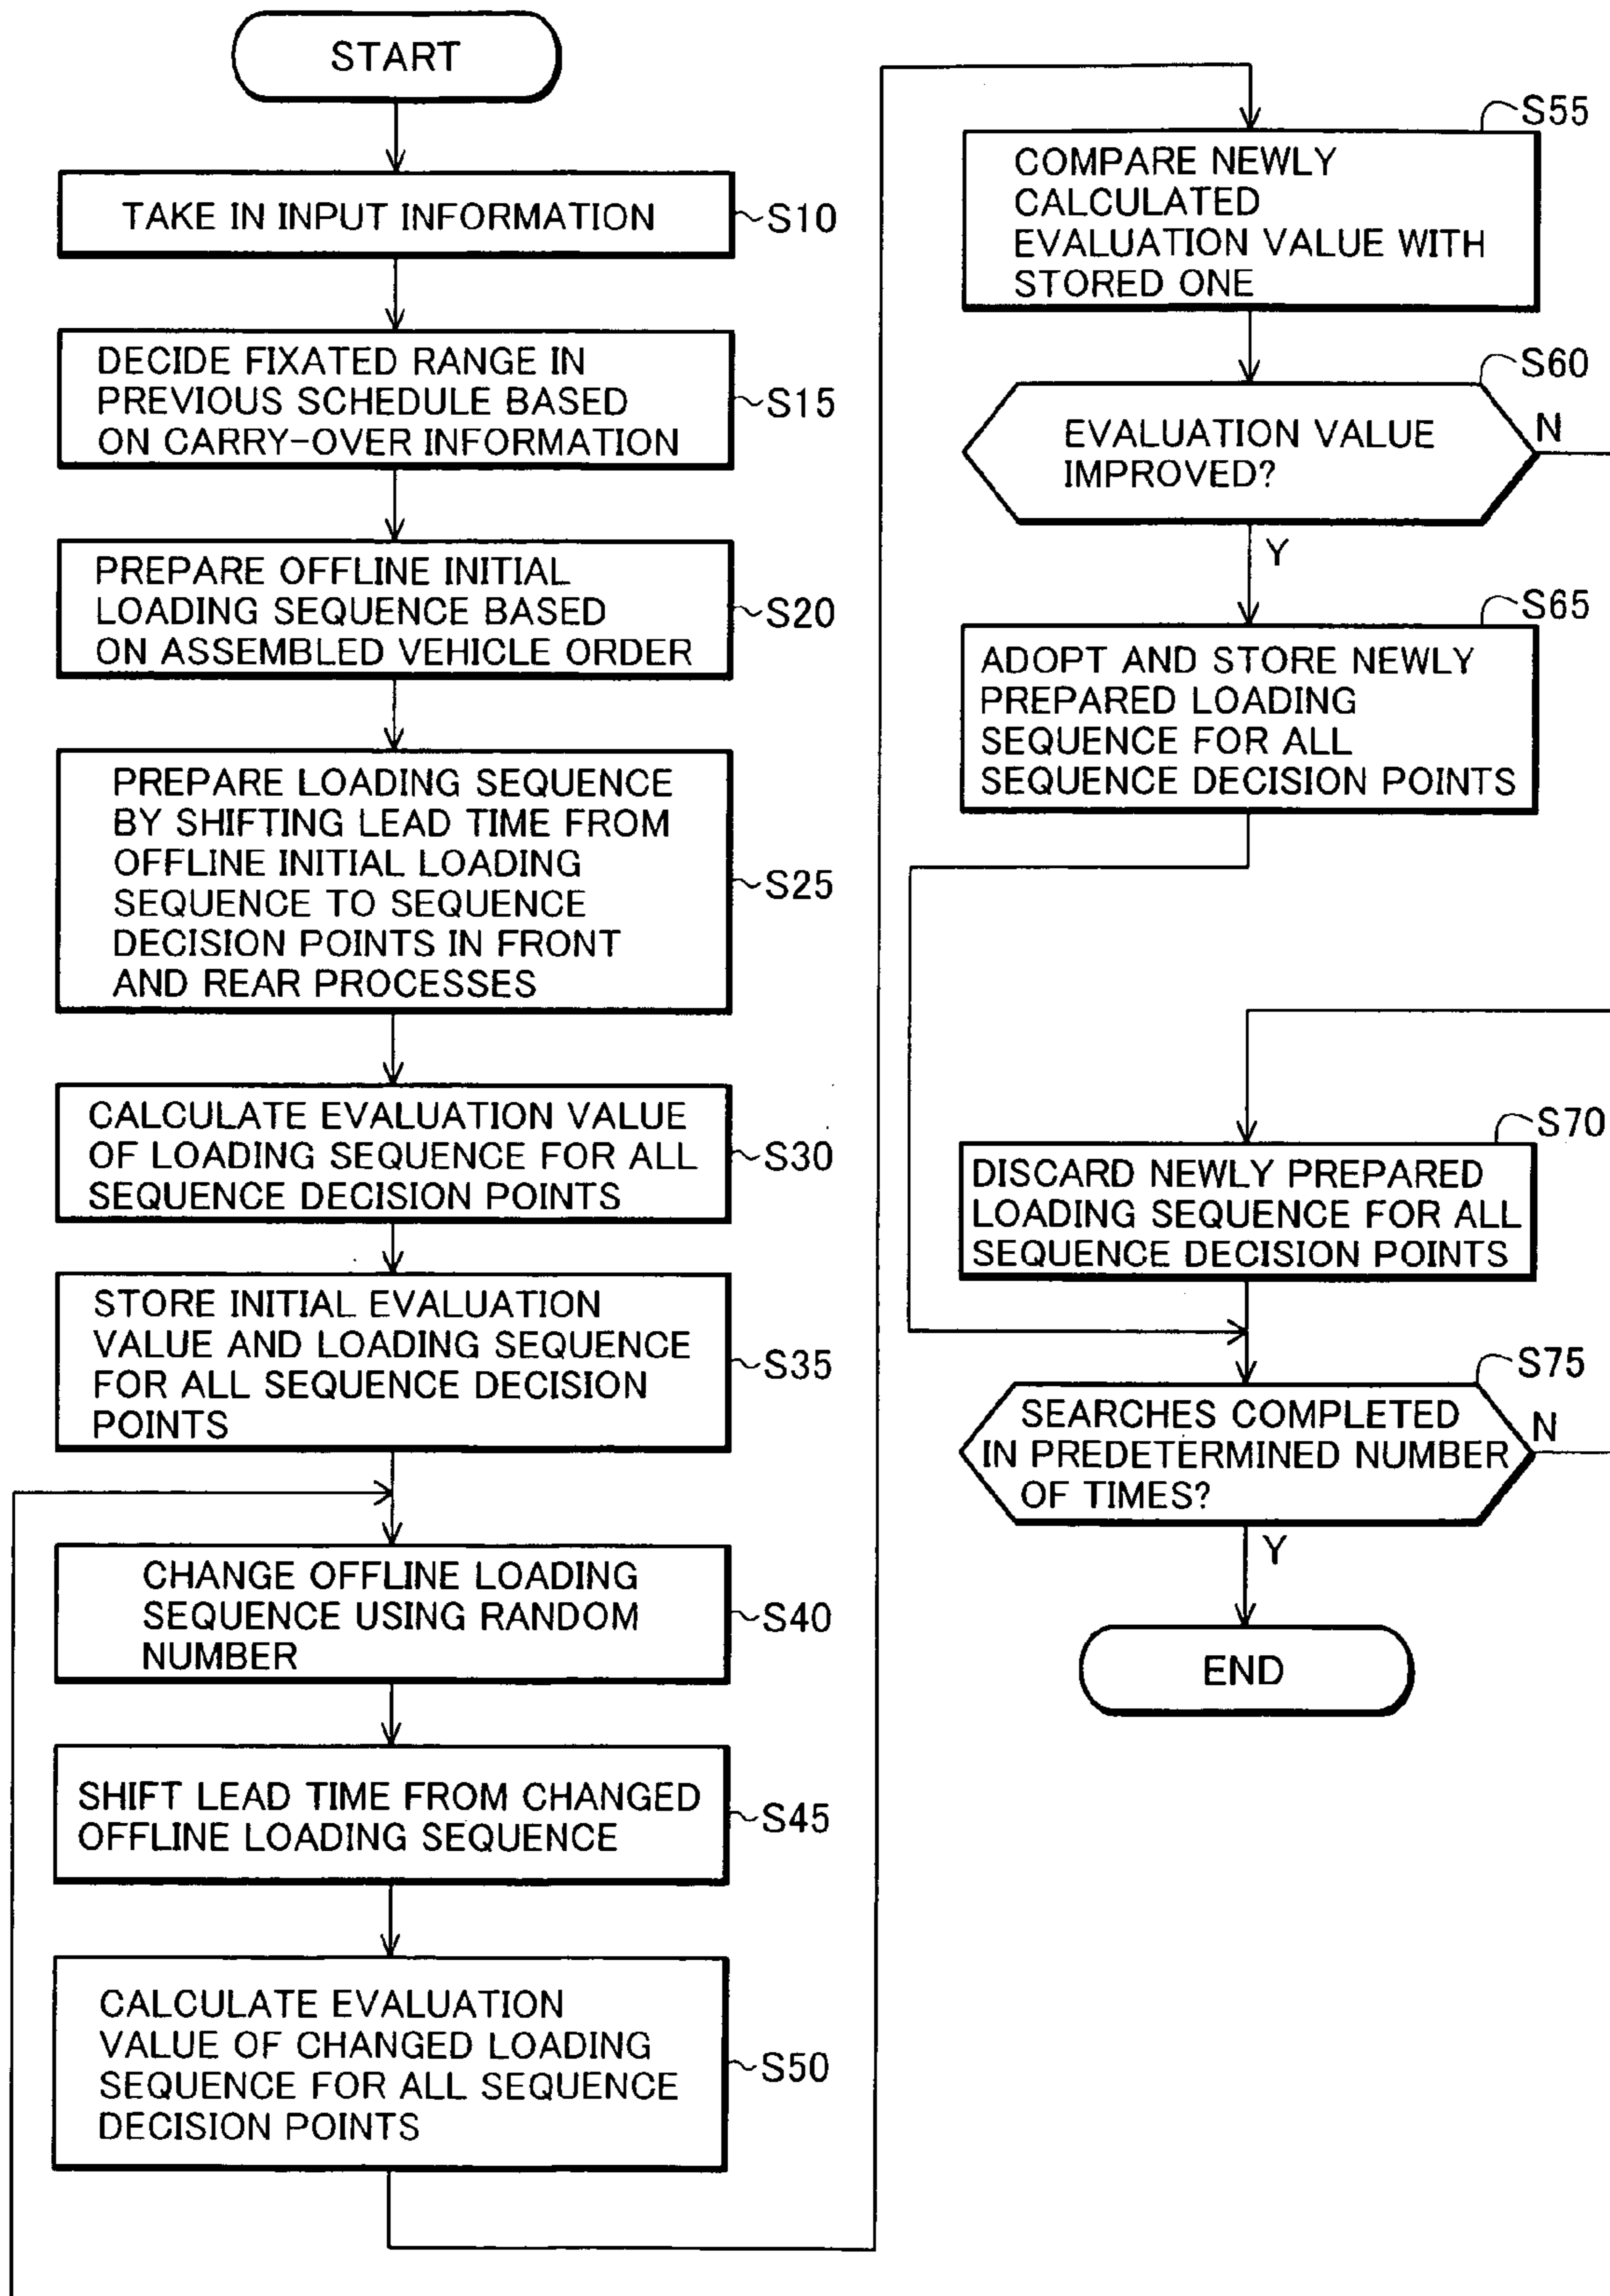 START
TAKE IN INPUT INFORMATION
S10
DECIDE FIXATED RANGE IN
PREVIOUS SCHEDULE BASED
ON CARRY-OVER INFORMATION
S15
PREPARE OFFLINE INITIAL
LOADING SEQUENCE BASED
ON ASSEMBLED VEHICLE ORDER
S20
PREPARE LOADING SEQUENCE
BY SHIFTING LEAD TIME FROM
OFFLINE INITIAL LOADING
SEQUENCE TO SEQUENCE
DECISION POINTS IN FRONT
AND REAR PROCESSES
S25
CALCULATE EVALUATION VALUE
OF LOADING SEQUENCE FOR ALL
SEQUENCE DECISION POINTS
S30
STORE INITIAL EVALUATION
VALUE AND LOADING SEQUENCE
FOR ALL SEQUENCE DECISION
POINTS
S35
CHANGE OFFLINE LOADING
SEQUENCE USING RANDOM
NUMBER
S40
SHIFT LEAD TIME FROM CHANGED
OFFLINE LOADING SEQUENCE
S45
CALCULATE EVALUATION
VALUE OF CHANGED LOADING
SEQUENCE FOR ALL SEQUENCE
DECISION POINTS
S50
S55
COMPARE NEWLY
CALCULATED
EVALUATION VALUE WITH
STORED ONE
S60
EVALUATION VALUE
IMPROVED?
N
Y
S65
ADOPT AND STORE NEWLY
PREPARED LOADING
SEQUENCE FOR ALL
SEQUENCE DECISION POINTS
S70
DISCARD NEWLY PREPARED
LOADING SEQUENCE FOR ALL
SEQUENCE DECISION POINTS
S75
SEARCHES COMPLETED
IN PREDETERMINED NUMBER
OF TIMES?
N
Y
END